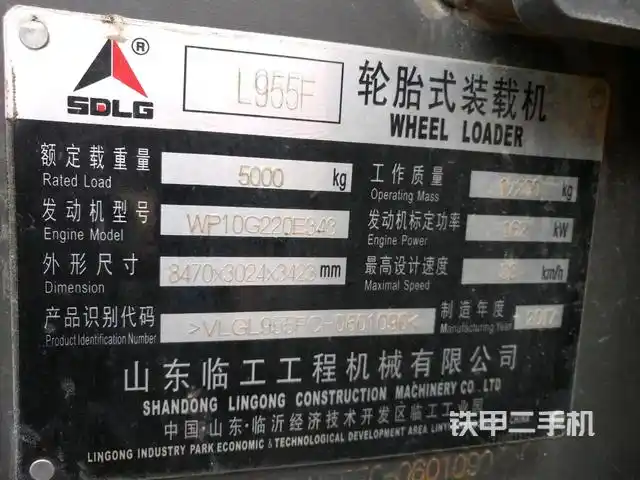 ® L955F 轮胎式装载机
SDLG WHEEL LOADER
额定载重量 5000 kg 工作质量 kg
Rated Load Operating Mass
发动机型号 WP10G220E343 发动机标定功率 162 kW
Engine Model Engine Power
外形尺寸 8470x3024x3423 mm 最高设计速度 38 km/h
Dimension Maximal Speed
产品识别代码 制造年度 2017
Product Identification Number Manufacturing Year
山东临工工程机械有限公司
SHANDONG LINGONG CONSTRUCTION MACHINERY CO., LTD
中国·山东·临沂经济技术开发区临工工业园
LINGONG INDUSTRY PARK ECONOMIC & TECHNOLOGICAL DEVELOPMENT AREA
铁甲二手机